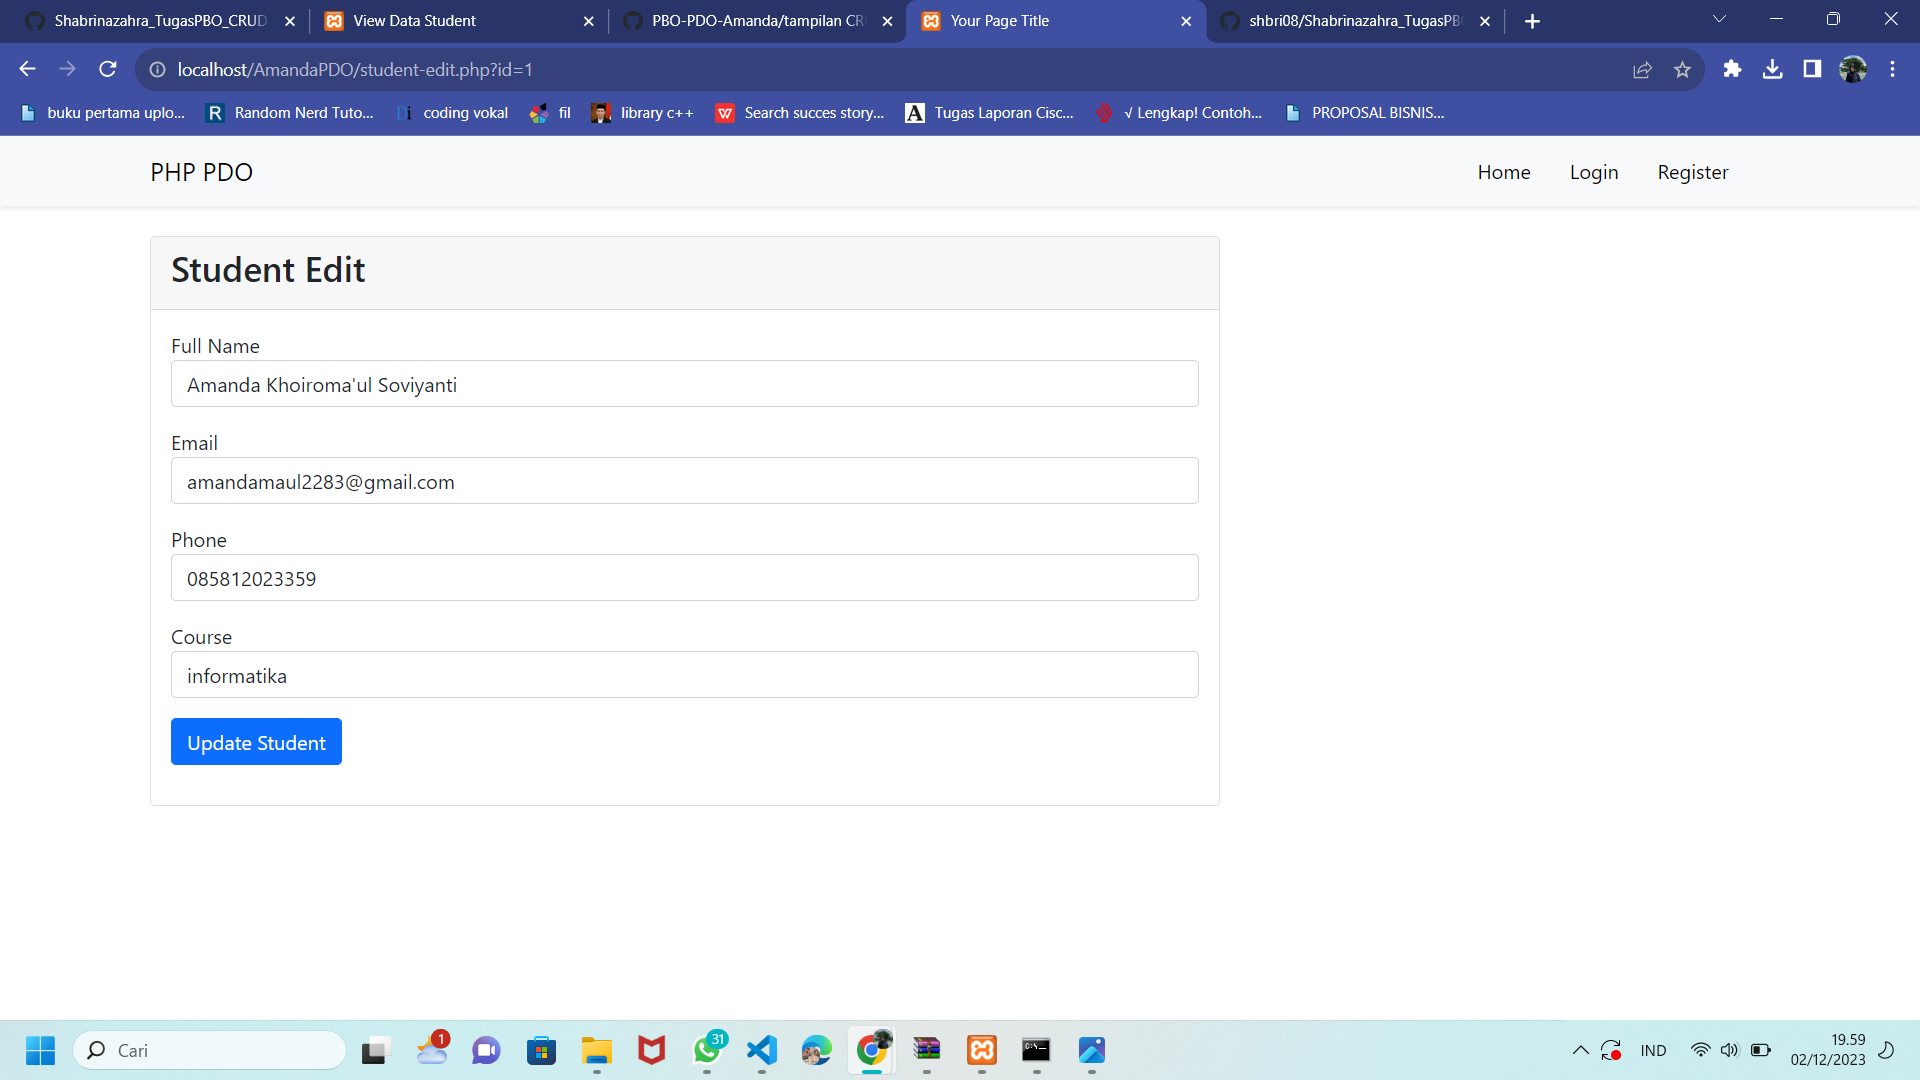 Shabrinazahra_TugasPBO_CRUD
View Data Student
PBO-PDO-Amanda/tampilan CR
Your Page Title
shbri08/Shabrinazahra_TugasPB
localhost/AmandaPDO/student-edit.php?id=1
buku pertama uplo...
R
Random Nerd Tuto...
Di
coding vokal
fil
library c++
W
Search succes story...
A
Tugas Laporan Cisc...
√ Lengkap! Contoh...
PROPOSAL BISNIS...
PHP PDO
Home
Login
Register
Student Edit
Full Name
Amanda Khoiroma'ul Soviyanti
Email
amandamaul2283@gmail.com
Phone
085812023359
Course
informatika
Update Student
Cari
1
31
IND
19.59
02/12/2023